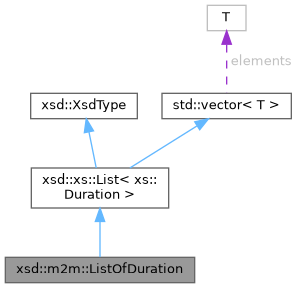 T
elements
xsd::XsdType
std::vector< T >
xsd::xs::List< xs::
Duration >
xsd::m2m::ListOfDuration